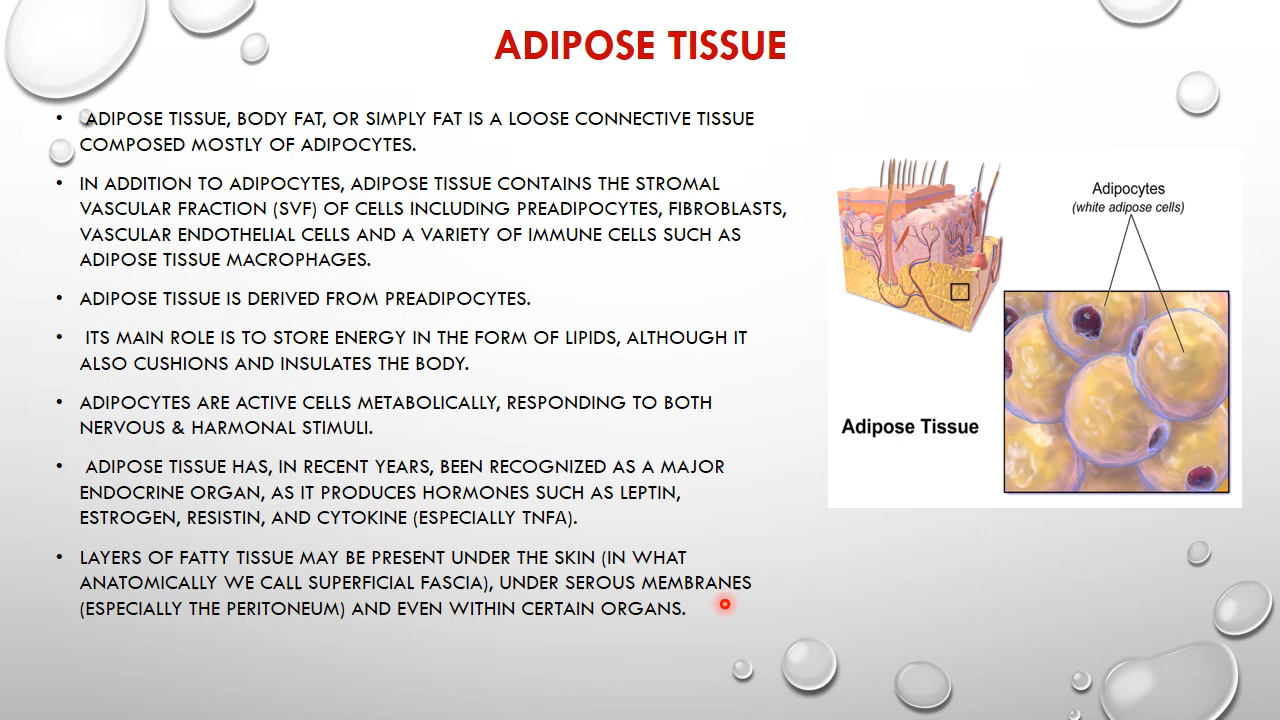 ADIPOSE TISSUE
• ADIPOSE TISSUE, BODY FAT, OR SIMPLY FAT IS A LOOSE CONNECTIVE TISSUE
COMPOSED MOSTLY OF ADIPOCYTES.
• IN ADDITION TO ADIPOCYTES, ADIPOSE TISSUE CONTAINS THE STROMAL
VASCULAR FRACTION (SVF) OF CELLS INCLUDING PREADIPOCYTES, FIBROBLASTS,
VASCULAR ENDOTHELIAL CELLS AND A VARIETY OF IMMUNE CELLS SUCH AS
ADIPOSE TISSUE MACROPHAGES.
• ADIPOSE TISSUE IS DERIVED FROM PREADIPOCYTES.
• ITS MAIN ROLE IS TO STORE ENERGY IN THE FORM OF LIPIDS, ALTHOUGH IT
ALSO CUSHIONS AND INSULATES THE BODY.
• ADIPOCYTES ARE ACTIVE CELLS METABOLICALLY, RESPONDING TO BOTH
NERVOUS & HARMONAL STIMULI.
• ADIPOSE TISSUE HAS, IN RECENT YEARS, BEEN RECOGNIZED AS A MAJOR
ENDOCRINE ORGAN, AS IT PRODUCES HORMONES SUCH AS LEPTIN,
ESTROGEN, RESISTIN, AND CYTOKINE (ESPECIALLY TNFΑ).
• LAYERS OF FATTY TISSUE MAY BE PRESENT UNDER THE SKIN (IN WHAT
ANATOMICALLY WE CALL SUPERFICIAL FASCIA), UNDER SEROUS MEMBRANES
(ESPECIALLY THE PERITONEUM) AND EVEN WITHIN CERTAIN ORGANS.
Adipocytes
(white adipose cells)
Adipose Tissue